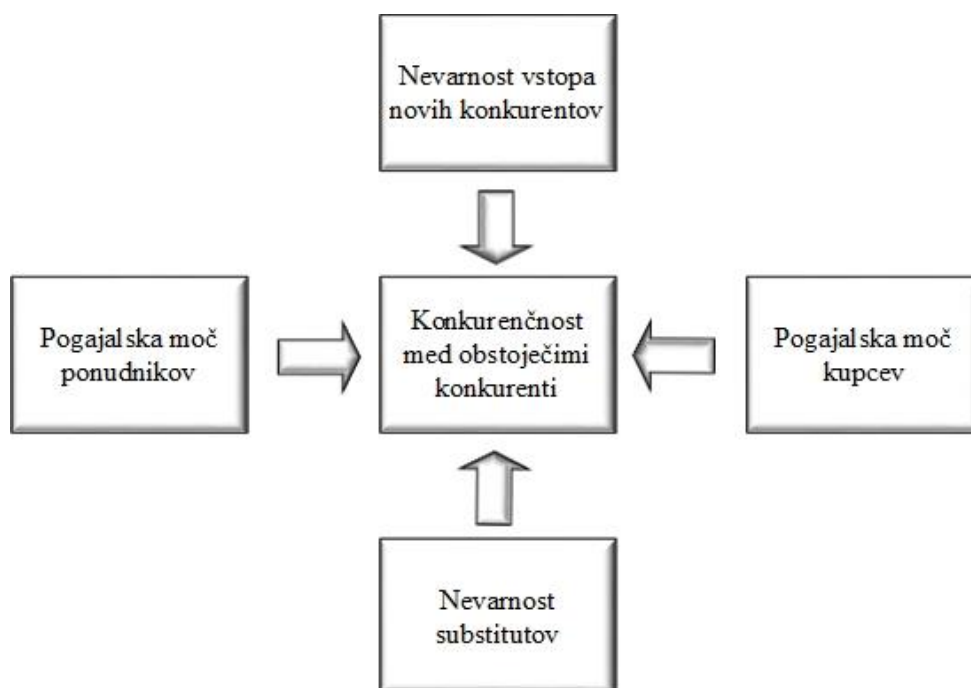 Nevarnost vstopa
novih konkurentov
Pogajalska moč
ponudnikov
Konkurenčnost
med obstoječimi
konkurenti
Pogajalska moč
kupcev
Nevarnost
substitutov